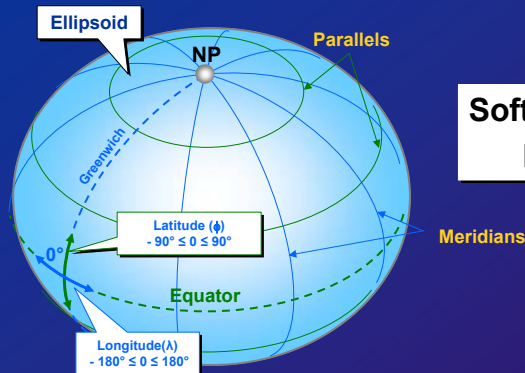 Ellipsoid
NP
Parallels
Soft
Greenwich
Latitude (ϕ)
- 90° ≤ 0 ≤ 90°
0°
Meridians
Equator
Longitude(λ)
- 180° ≤ 0 ≤ 180°